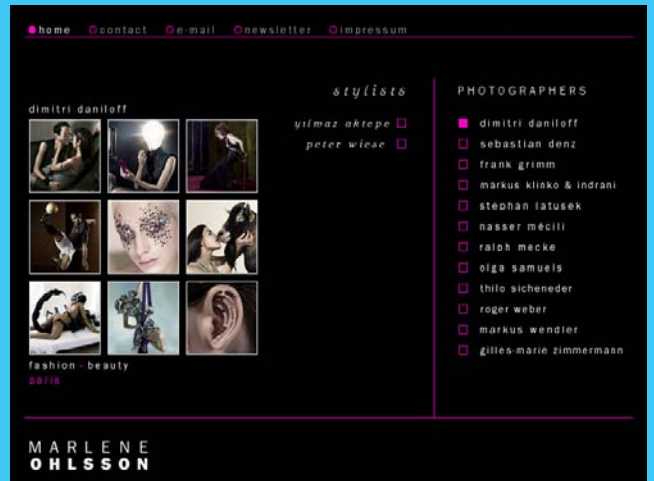 home contact e-mail newsletter impressum
stylists
yilmaz aktepe
peter wiese
PHOTOGRAPHERS
dimitri daniloff
sebastian denz
frank grimm
markus klinko & indrani
stephan latusek
nasser mécili
ralph mecke
olga samuels
thilo sicheneder
roger weber
markus wendler
gilles-marie zimmermann
dimitri daniloff
fashion - beauty
paris
MARLENE
OHLSSON